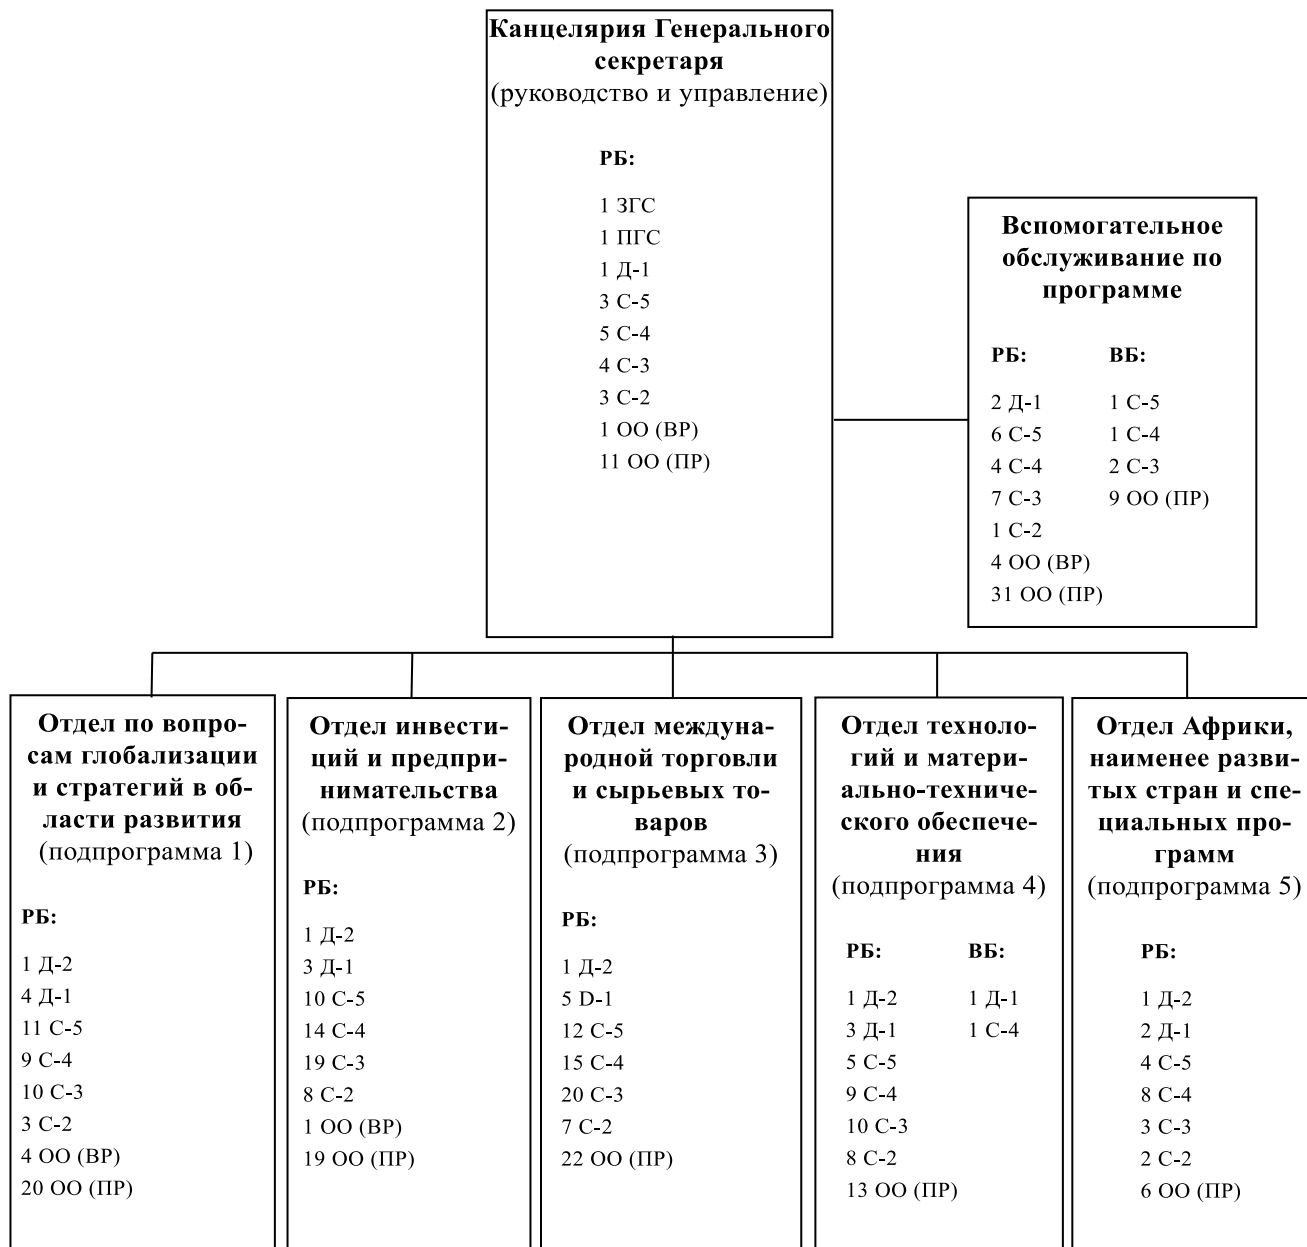 Канцелярия Генерального
секретаря
(руководство и управление)
РБ:
1 ЗГС
1 ПГС
1 Д-1
3 С-5
5 С-4
4 С-3
3 С-2
1 ОО (ВР)
11 ОО (ПР)
Вспомогательное
обслуживание по
программе
РБ: ВБ:
2 Д-1 1 С-5
6 С-5 1 С-4
4 С-4 2 С-3
7 С-3 9 ОО (ПР)
1 С-2
4 ОО (ВР)
31 ОО (ПР)
Отдел по вопро-
сам глобализации
и стратегий в об-
ласти развития
(подпрограмма 1)
РБ:
1 Д-2
4 Д-1
11 С-5
9 С-4
10 С-3
3 С-2
4 ОО (ВР)
20 ОО (ПР)
Отдел инвести-
ций и предпри-
нимательства
(подпрограмма 2)
РБ:
1 Д-2
3 Д-1
10 С-5
14 С-4
19 С-3
8 С-2
1 ОО (ВР)
19 ОО (ПР)
Отдел междуна-
родной торговли
и сырьевых то-
варов
(подпрограмма 3)
РБ:
1 Д-2
5 D-1
12 С-5
15 С-4
20 С-3
7 С-2
22 ОО (ПР)
Отдел техноло-
гий и матери-
ально-техниче-
ского обеспече-
ния
(подпрограмма 4)
РБ: ВБ:
1 Д-2 1 Д-1
3 Д-1 1 С-4
5 С-5
9 С-4
10 С-3
8 С-2
13 ОО (ПР)
Отдел Африки,
наименее разви-
тых стран и спе-
циальных про-
грамм
(подпрограмма 5)
РБ:
1 Д-2
2 Д-1
4 С-5
8 С-4
3 С-3
2 С-2
6 ОО (ПР)